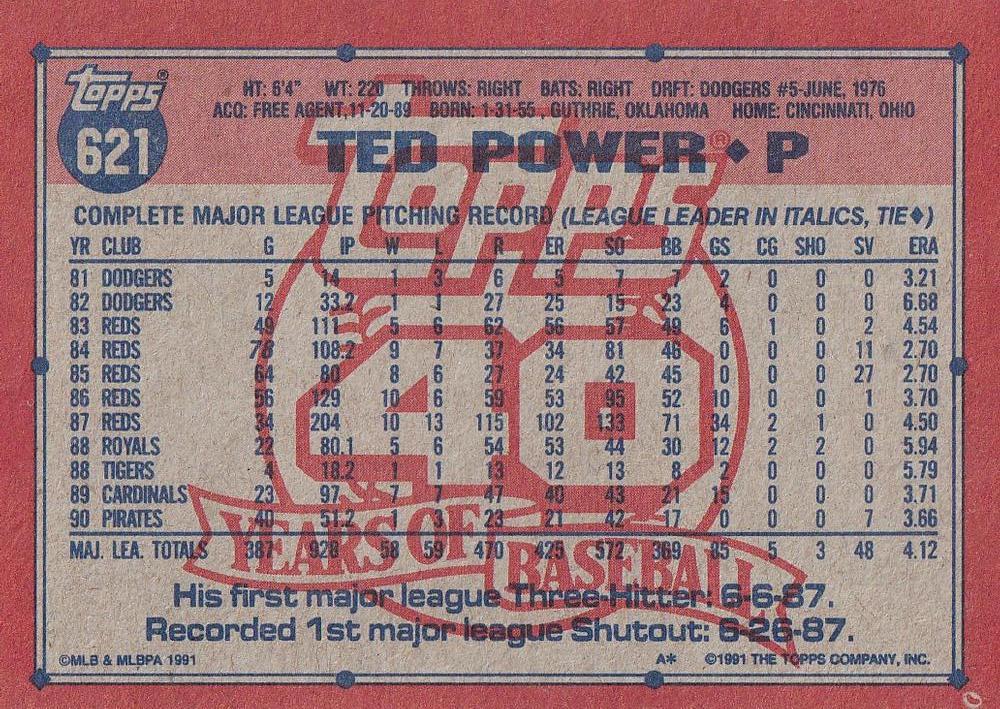 Topps®
621
HT: 6'4" WT: 220 THROWS: RIGHT BATS: RIGHT DRFT: DODGERS #5-JUNE, 1976
ACQ: FREE AGENT,11-20-89 BORN: 1-31-55 , GUTHRIE, OKLAHOMA HOME: CINCINNATI, OHIO
TED POWER ♦ P
COMPLETE MAJOR LEAGUE PITCHING RECORD (LEAGUE LEADER IN ITALICS, TIE♦)
YR CLUB G IP W L R ER SO BB GS CG SHO SV ERA
81 DODGERS 5 14 1 3 6 5 7 7 2 0 0 0 3.21
82 DODGERS 12 33.2 1 1 27 25 15 23 4 0 0 0 6.68
83 REDS 49 111 5 6 62 56 57 49 6 1 0 2 4.54
84 REDS 78 108.2 9 7 37 34 81 46 0 0 0 11 2.70
85 REDS 64 80 8 6 27 24 42 45 0 0 0 27 2.70
86 REDS 56 129 10 6 59 53 95 52 10 0 0 1 3.70
87 REDS 34 204 10 13 115 102 133 71 34 2 1 0 4.50
88 ROYALS 22 80.1 5 6 54 53 44 30 12 2 2 0 5.94
88 TIGERS 4 18.2 1 1 13 12 13 8 2 0 0 0 5.79
89 CARDINALS 23 97 7 7 47 40 43 21 15 0 0 0 3.71
90 PIRATES 40 51.2 1 3 23 21 42 17 0 0 0 7 3.66
MAJ. LEA. TOTALS 387 928 58 59 470 425 572 369 85 5 3 48 4.12
Topps®
40
YEARS OF BASEBALL
His first major league Three-Hitter: 6-6-87.
Recorded 1st major league Shutout: 6-26-87.
©MLB & MLBPA 1991 A* ©1991 THE TOPPS COMPANY, INC.